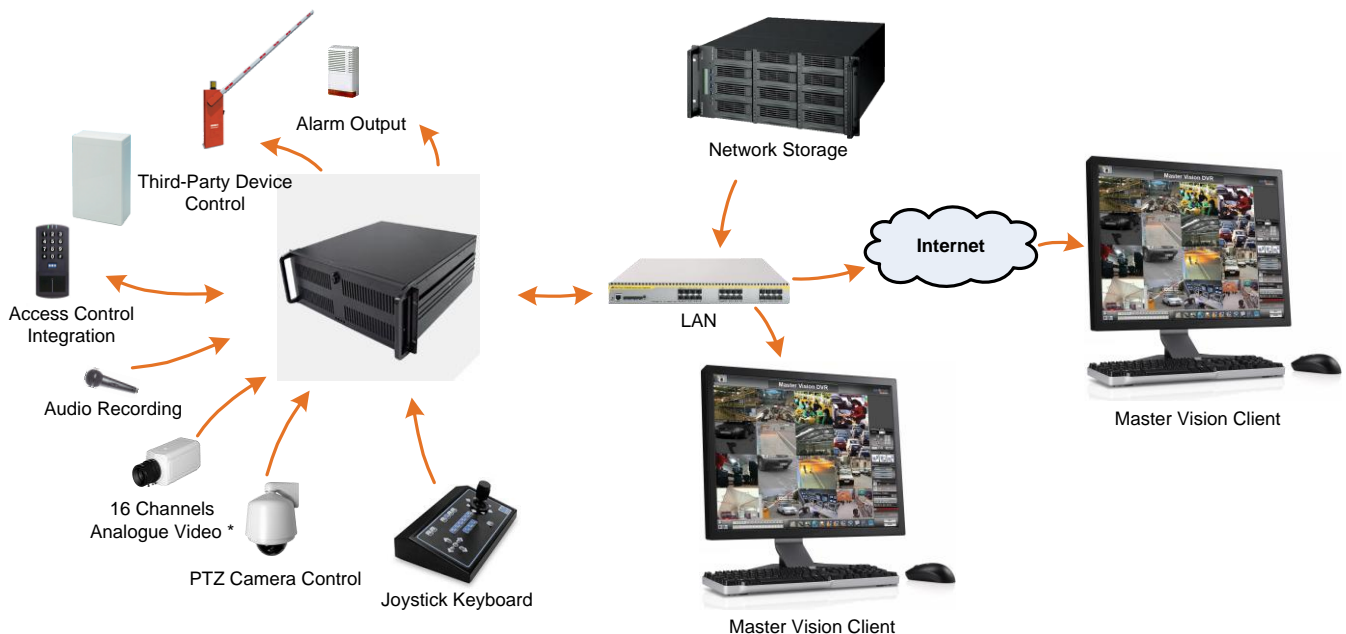 Alarm Output
Third-Party Device
Control
Access Control
Integration
Audio Recording
16 Channels
Analogue Video *
PTZ Camera Control
Joystick Keyboard
Network Storage
LAN
Internet
Master Vision DVR
Master Vision Client
Master Vision DVR
Master Vision Client